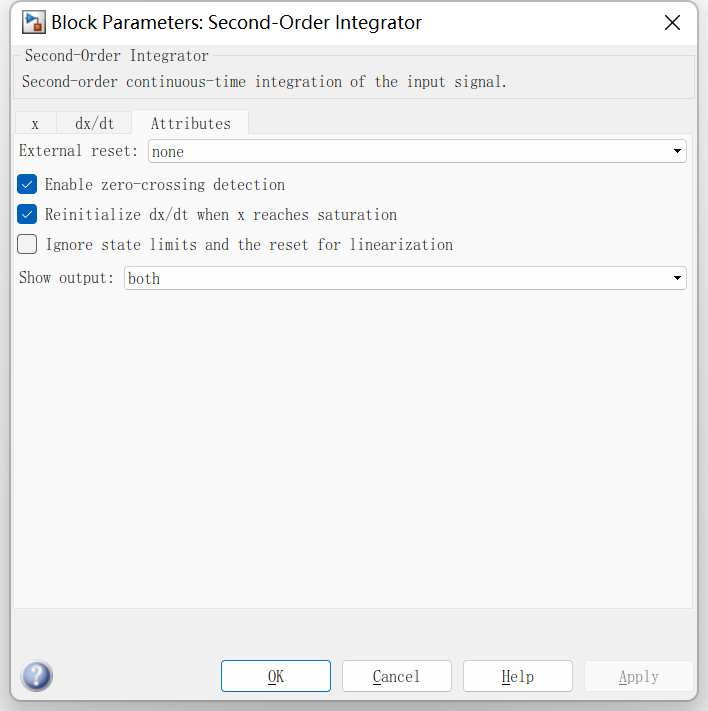 Block Parameters: Second-Order Integrator
Second-Order Integrator
Second-order continuous-time integration of the input signal.
x dx/dt Attributes
External reset: none
Enable zero-crossing detection
Reinitialize dx/dt when x reaches saturation
Ignore state limits and the reset for linearization
Show output: both
? OK Cancel Help Apply